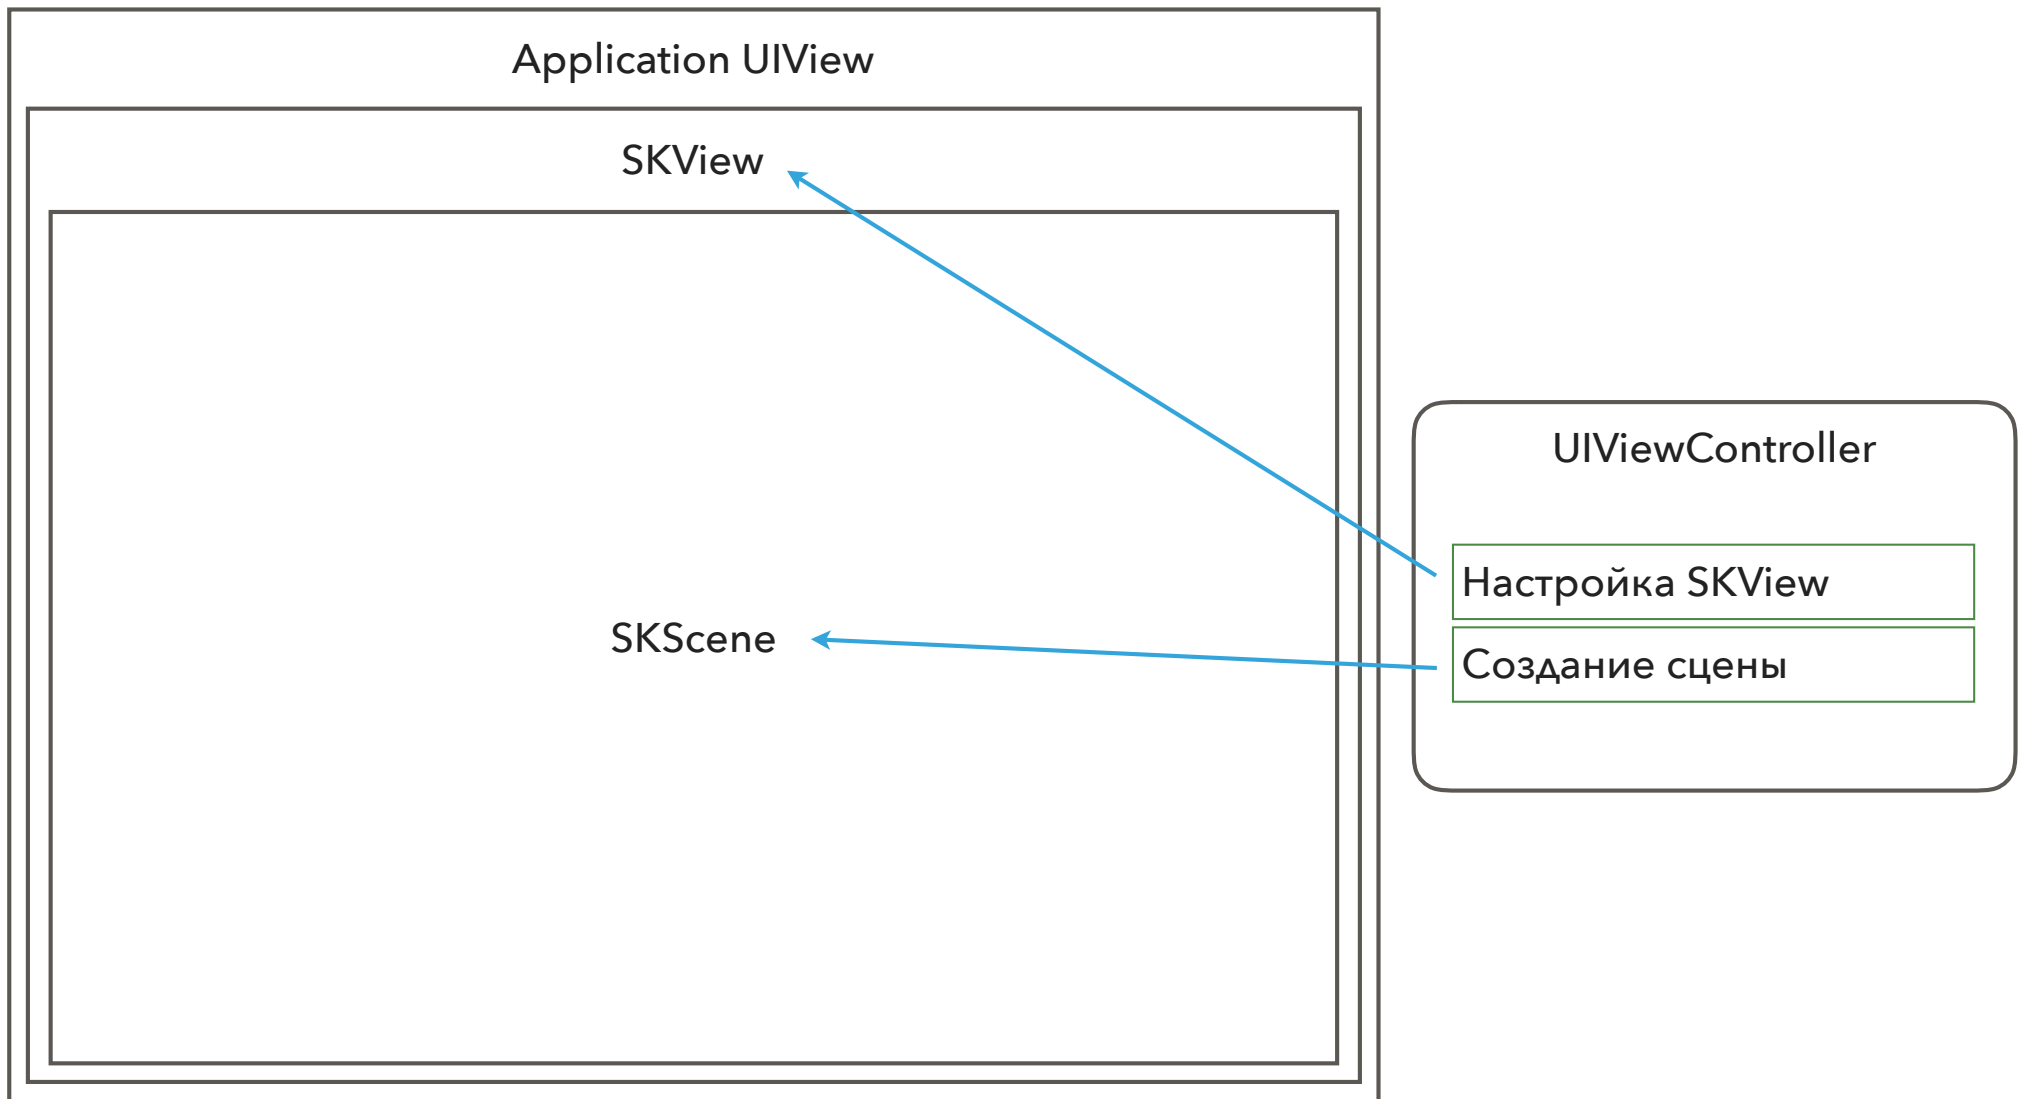 Application UIView
SKView
SKScene
UIViewController
Настройка SKView
Создание сцены